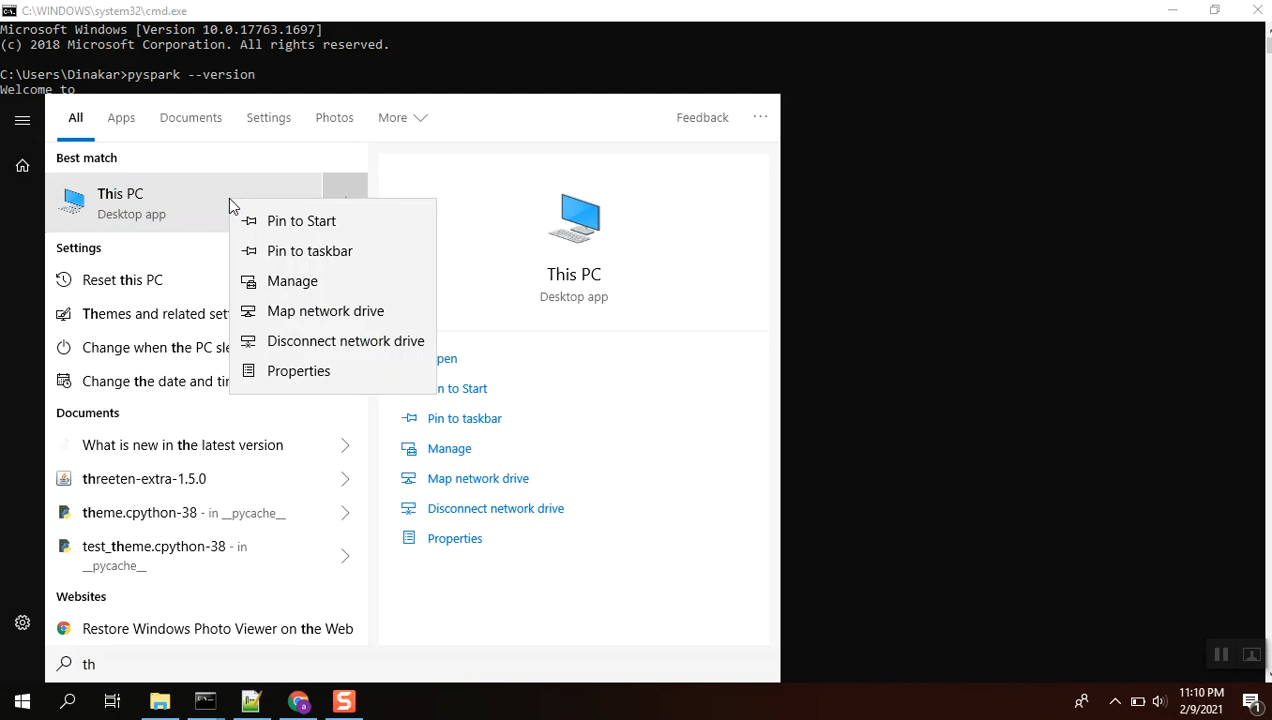 C:\WINDOWS\system32\cmd.exe
Microsoft Windows [Version 10.0.17763.1697]
(c) 2018 Microsoft Corporation. All rights reserved.
C:\Users\Dinakar>pyspark --version
Welcome to
All Apps Documents Settings Photos More Feedback ...
Best match
This PC
Desktop app
Pin to Start
Pin to taskbar
Manage
Map network drive
Disconnect network drive
Properties
Settings
Reset this PC
Themes and related set
Change when the PC sle
Change the date and ti
Documents
What is new in the latest version
threeten-extra-1.5.0
theme.cpython-38 - in __pycache__
test_theme.cpython-38 - in
__pycache__
Websites
Restore Windows Photo Viewer on the Web
This PC
Desktop app
pen
n to Start
Pin to taskbar
Manage
Map network drive
Disconnect network drive
Properties
th
11:10 PM
2/9/2021
1